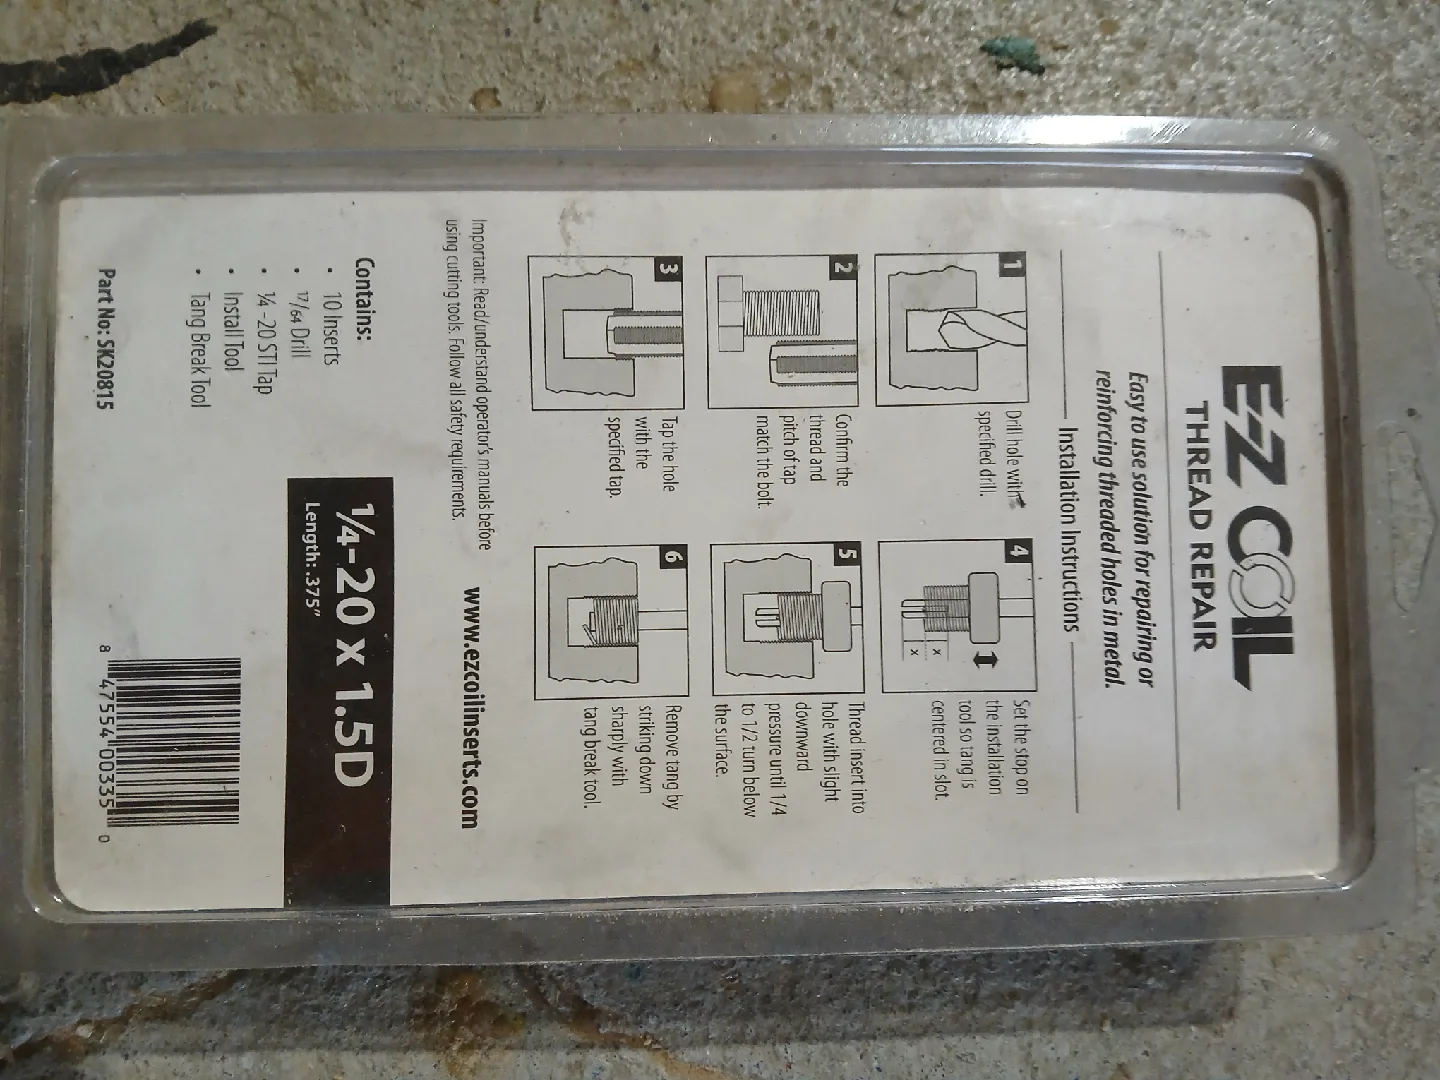 E-Z COIL
THREAD REPAIR
Easy to use solution for repairing or
reinforcing threaded holes in metal.
Installation Instructions
1
Drill hole with
specified drill.
2
Confirm the
thread and
pitch of tap
match the bolt.
3
Tap the hole
with the
specified tap.
4
x
x
Set the stop on
the installation
tool so tang is
centered in slot.
5
Thread insert into
hole with slight
downward
pressure until 1/4
to 1/2 turn below
the surface.
6
Remove tang by
striking down
sharply with
tang break tool.
Important: Read/understand operator's manuals before
using cutting tools. Follow all safety requirements.
www.ezcoilinserts.com
Contains:
• 10 Inserts
• 17/64 Drill
• 1/4-20 STI Tap
• Install Tool
• Tang Break Tool
Part No: SK20815
1/4-20 x 1.5D
Length: .375"
8 47554 00335 0